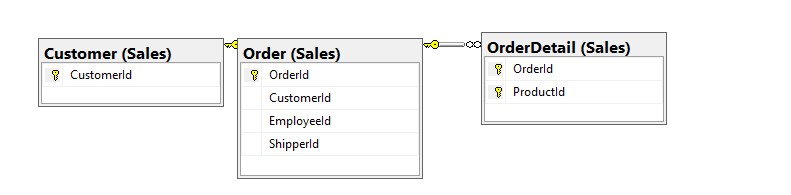 Customer (Sales)
CustomerId
Order (Sales)
OrderId
CustomerId
EmployeeId
ShipperId
OrderDetail (Sales)
OrderId
ProductId